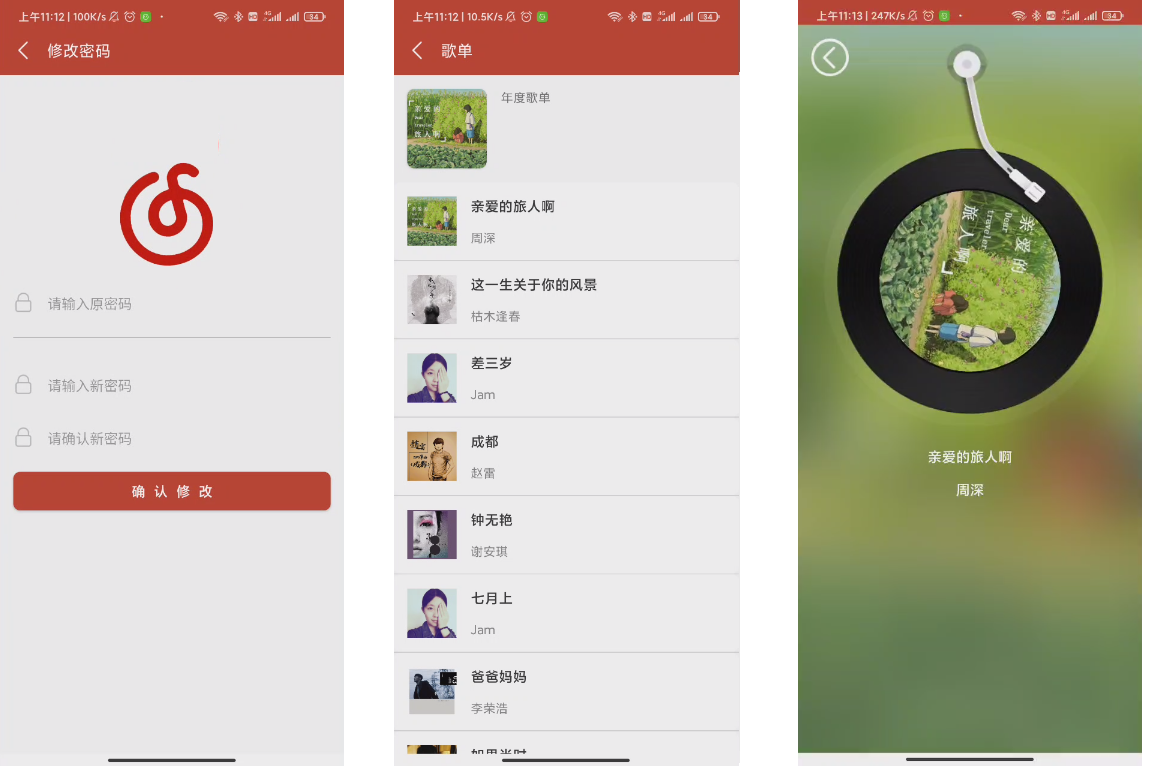 上午11:12 | 100K/s
修改密码
请输入原密码
请输入新密码
请确认新密码
确认修改
上午11:12 | 10.5K/s
歌单
年度歌单
亲爱的旅人啊
周深
这一生关于你的风景
枯木逢春
差三岁
Jam
成都
赵雷
钟无艳
谢安琪
七月上
Jam
爸爸妈妈
李荣浩
如果当时
上午11:13 | 247K/s
亲爱的
Dear
traveler
旅人啊
亲爱的旅人啊
周深